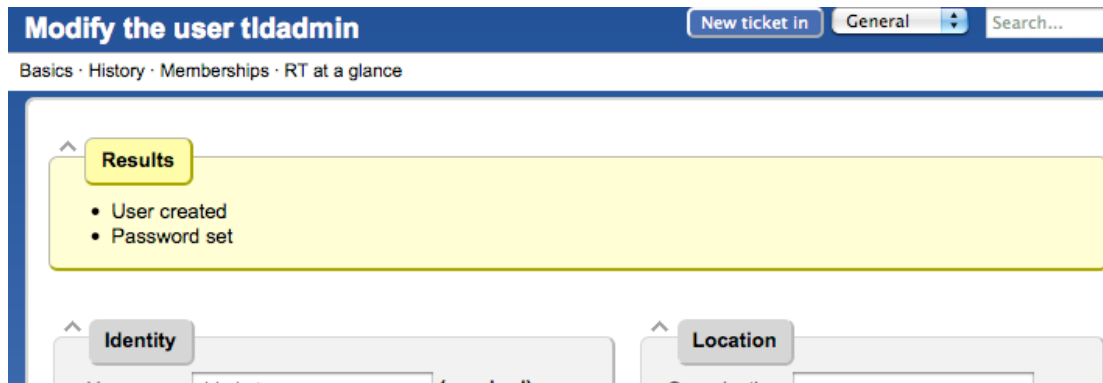 Modify the user tldadmin
New ticket in General Search...
Basics · History · Memberships · RT at a glance
Results
• User created
• Password set
Identity
Location